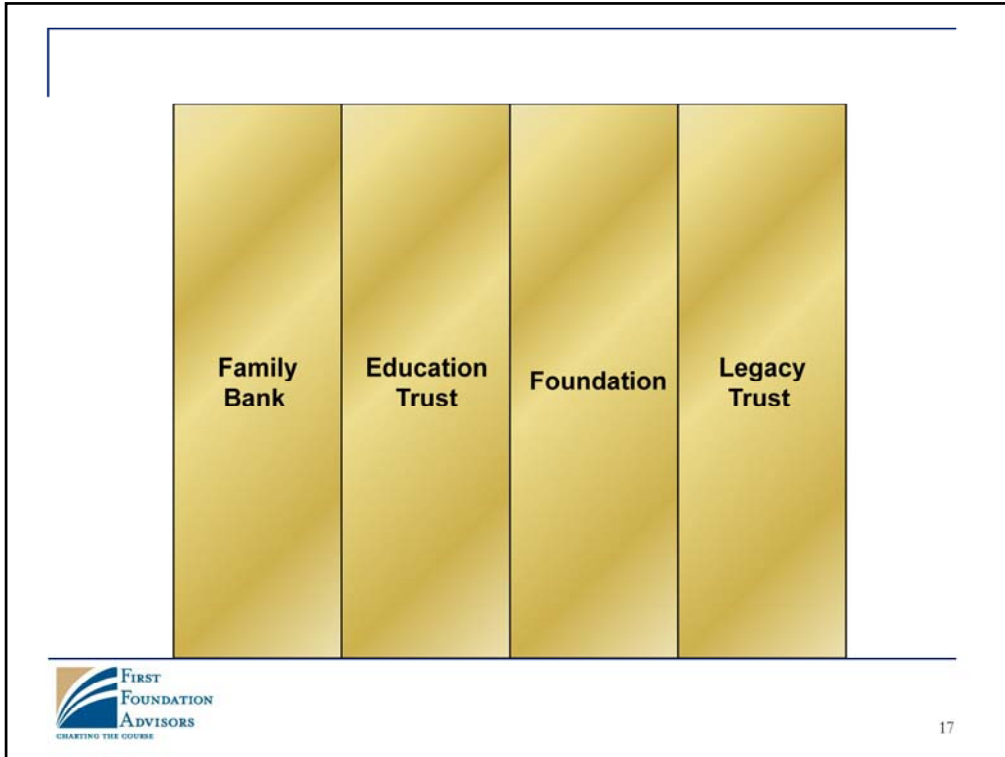 Family
Bank
Education
Trust
Foundation
Legacy
Trust
FIRST
FOUNDATION
ADVISORS
CHARTING THE COURSE
17